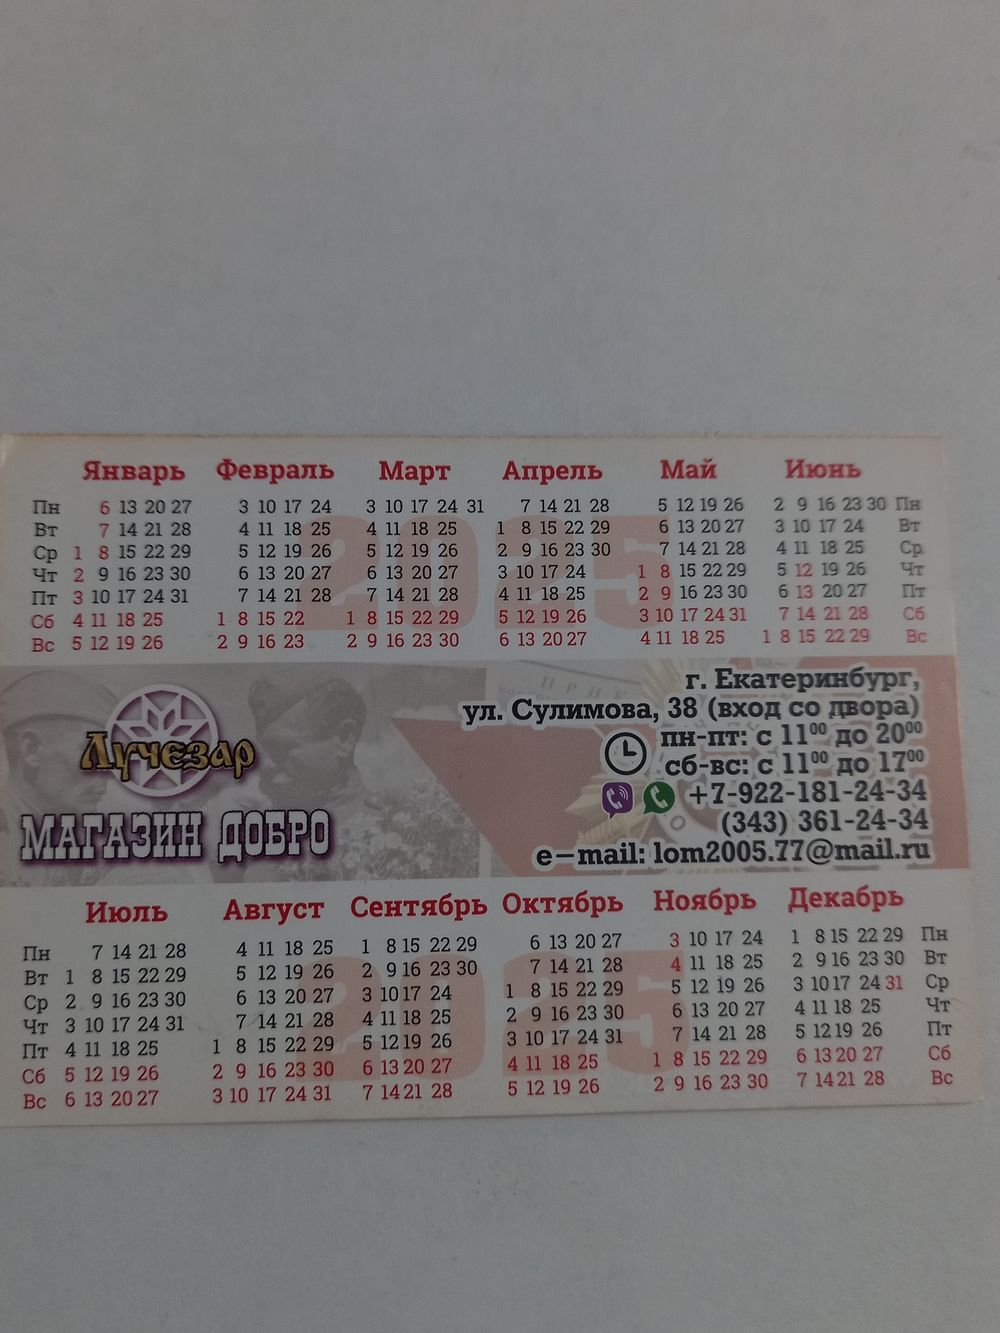 Январь Февраль Март Апрель Май Июнь
Пн 6 13 20 27 3 10 17 24 3 10 17 24 31 7 14 21 28 5 12 19 26 2 9 16 23 30 Пн
Вт 7 14 21 28 4 11 18 25 4 11 18 25 1 8 15 22 29 6 13 20 27 3 10 17 24 Вт
Ср 1 8 15 22 29 5 12 19 26 5 12 19 26 2 9 16 23 30 7 14 21 28 4 11 18 25 Ср
Чт 2 9 16 23 30 6 13 20 27 6 13 20 27 3 10 17 24 1 8 15 22 29 5 12 19 26 Чт
Пт 3 10 17 24 31 7 14 21 28 7 14 21 28 4 11 18 25 2 9 16 23 30 6 13 20 27 Пт
Сб 4 11 18 25 1 8 15 22 1 8 15 22 29 5 12 19 26 3 10 17 24 31 7 14 21 28 Сб
Вс 5 12 19 26 2 9 16 23 2 9 16 23 30 6 13 20 27 4 11 18 25 1 8 15 22 29 Вс
2025
Лучезар
МАГАЗИН ДОБРО
г. Екатеринбург,
ул. Сулимова, 38 (вход со двора)
пн-пт: с 11⁰⁰ до 20⁰⁰
сб-вс: с 11⁰⁰ до 17⁰⁰
+7-922-181-24-34
(343) 361-24-34
e-mail: lom2005.77@mail.ru
Июль Август Сентябрь Октябрь Ноябрь Декабрь
Пн 7 14 21 28 4 11 18 25 1 8 15 22 29 6 13 20 27 3 10 17 24 1 8 15 22 29 Пн
Вт 1 8 15 22 29 5 12 19 26 2 9 16 23 30 7 14 21 28 4 11 18 25 2 9 16 23 30 Вт
Ср 2 9 16 23 30 6 13 20 27 3 10 17 24 1 8 15 22 29 5 12 19 26 3 10 17 24 31 Ср
Чт 3 10 17 24 31 7 14 21 28 4 11 18 25 2 9 16 23 30 6 13 20 27 4 11 18 25 Чт
Пт 4 11 18 25 1 8 15 22 29 5 12 19 26 3 10 17 24 31 7 14 21 28 5 12 19 26 Пт
Сб 5 12 19 26 2 9 16 23 30 6 13 20 27 4 11 18 25 1 8 15 22 29 6 13 20 27 Сб
Вс 6 13 20 27 3 10 17 24 31 7 14 21 28 5 12 19 26 2 9 16 23 30 7 14 21 28 Вс
2025